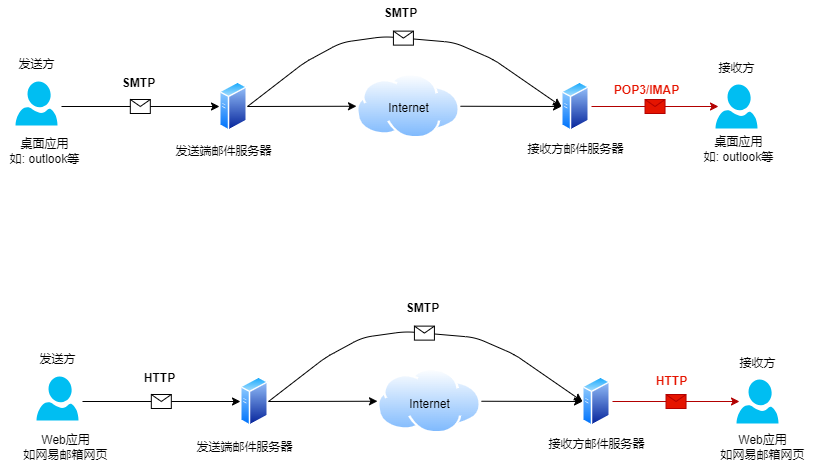 SMTP
发送方
SMTP
POP3/IMAP
接收方
Internet
桌面应用
如: outlook等
发送端邮件服务器
接收方邮件服务器
桌面应用
如: outlook等
SMTP
发送方
HTTP
HTTP
接收方
Internet
Web应用
如网易邮箱网页
发送端邮件服务器
接收方邮件服务器
Web应用
如网易邮箱网页